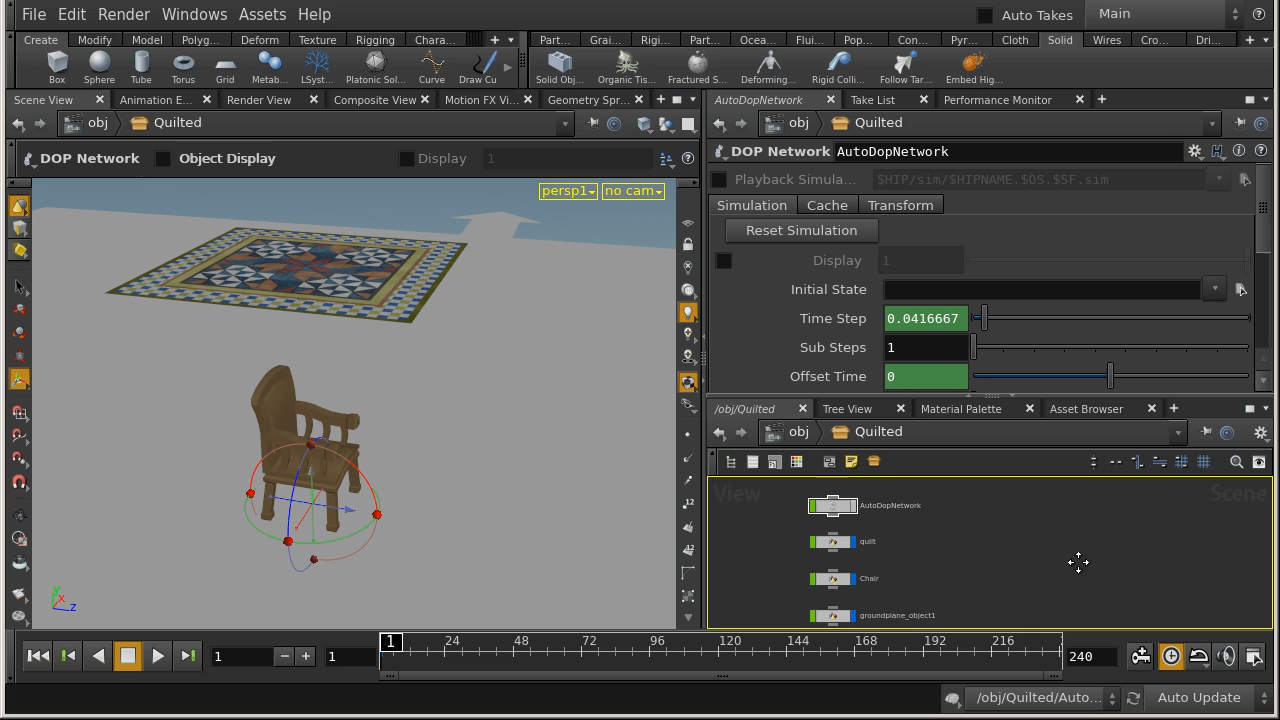 File Edit Render Windows Assets Help Auto Takes Main
Create Modify Model Polyg... Deform Texture Rigging Chara... Part... Grai... Rigi... Part... Ocea... Flui... Pop... Con... Pyr... Cloth Solid Wires Cro... Dri...
Box Sphere Tube Torus Grid Metab... LSyst... Platonic Sol... Curve Draw Cu Solid Obj... Organic Tis... Fractured S... Deforming... Rigid Colli... Follow Tar... Embed Hig...
Scene View Animation E... Render View Composite View Motion FX Vi... Geometry Spr... AutoDopNetwork Take List Performance Monitor
obj Quilted obj Quilted
DOP Network Object Display Display 1
DOP Network AutoDopNetwork
Playback Simula... $HIP/sim/$HIPNAME.$OS.$SF.sim
persp1 no cam
Simulation Cache Transform
Reset Simulation
Display 1
Initial State
Time Step 0.0416667
Sub Steps 1
Offset Time 0
/obj/Quilted Tree View Material Palette Asset Browser
obj Quilted
View Scene
AutoDopNetwork
quilt
Chair
groundplane_object1
12
12
y x z
1 1 1 24 48 72 96 120 144 168 192 216 240
/obj/Quilted/Auto... Auto Update